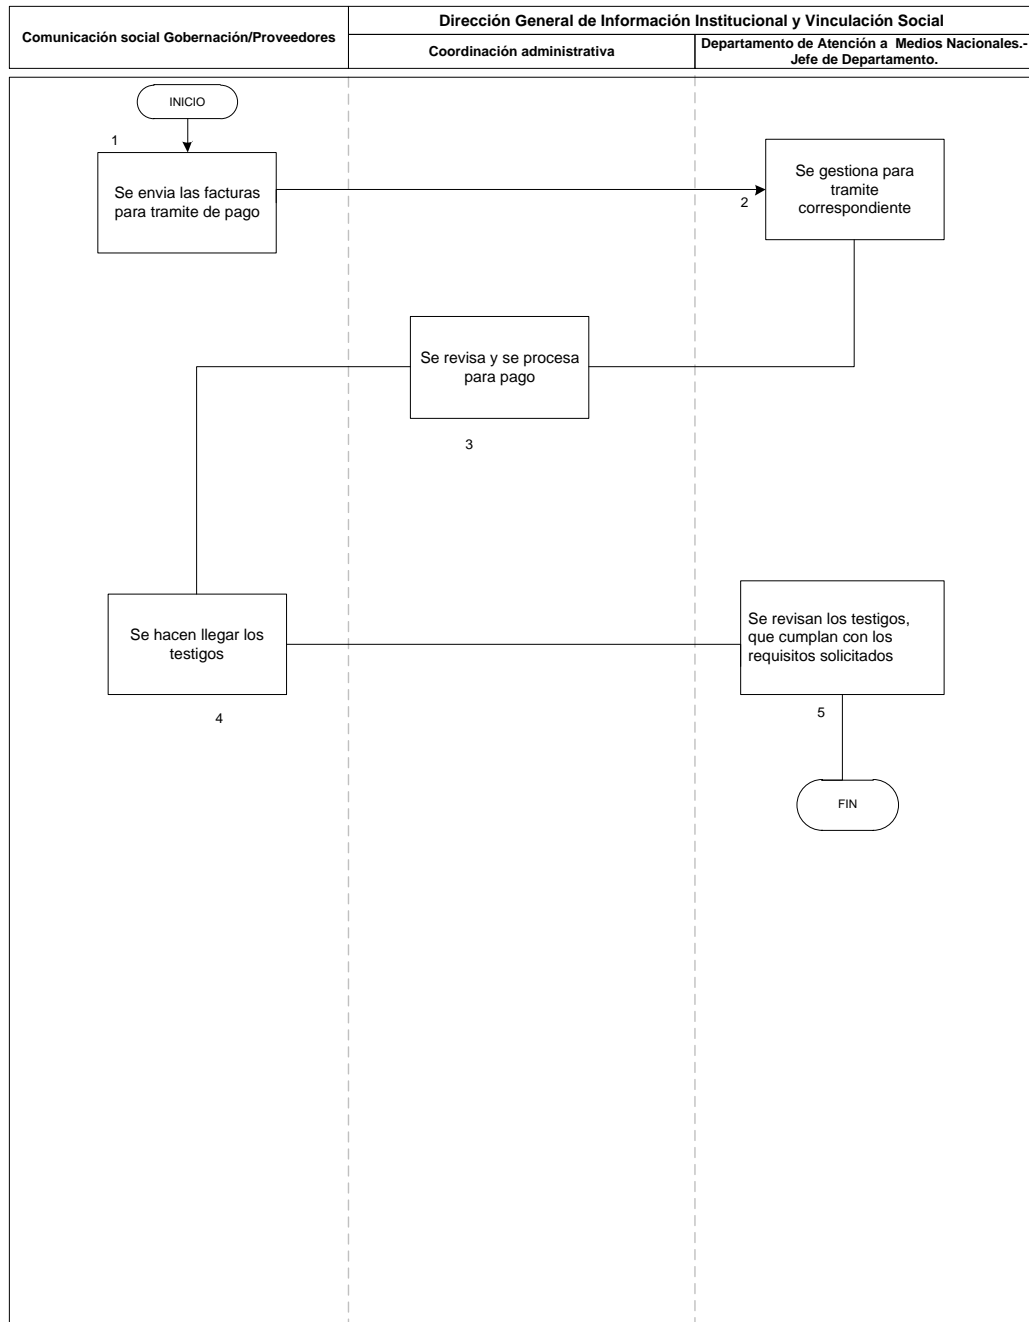 Comunicación social Gobernación/Proveedores
Dirección General de Información Institucional y Vinculación Social
Coordinación administrativa
Departamento de Atención a Medios Nacionales.-
Jefe de Departamento.
INICIO
1
Se envia las facturas
para tramite de pago
2
Se gestiona para
tramite
correspondiente
Se revisa y se procesa
para pago
3
Se hacen llegar los
testigos
4
Se revisan los testigos,
que cumplan con los
requisitos solicitados
5
FIN